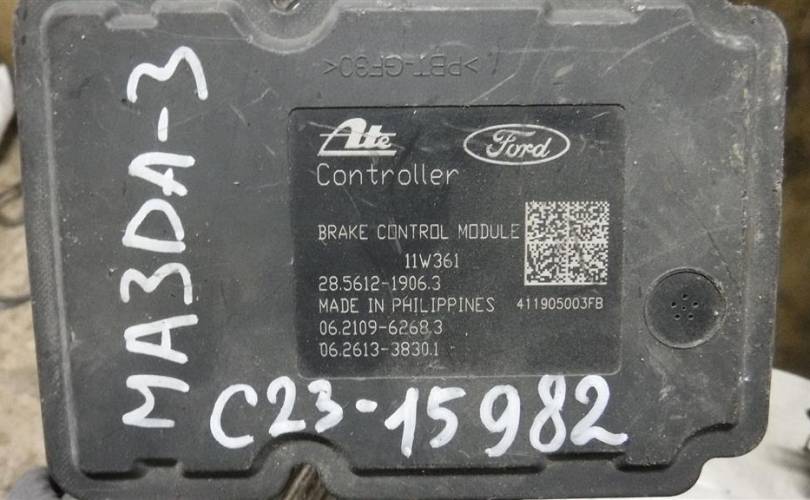 >PBT-GF30<
MA3DA-3
Ate
Ford
Controller
BRAKE CONTROL MODULE
11W361
28.5612-1906.3
MADE IN PHILIPPINES
411905003FB
06.2109-6268.3
06.2613-3830.1
C23-15982